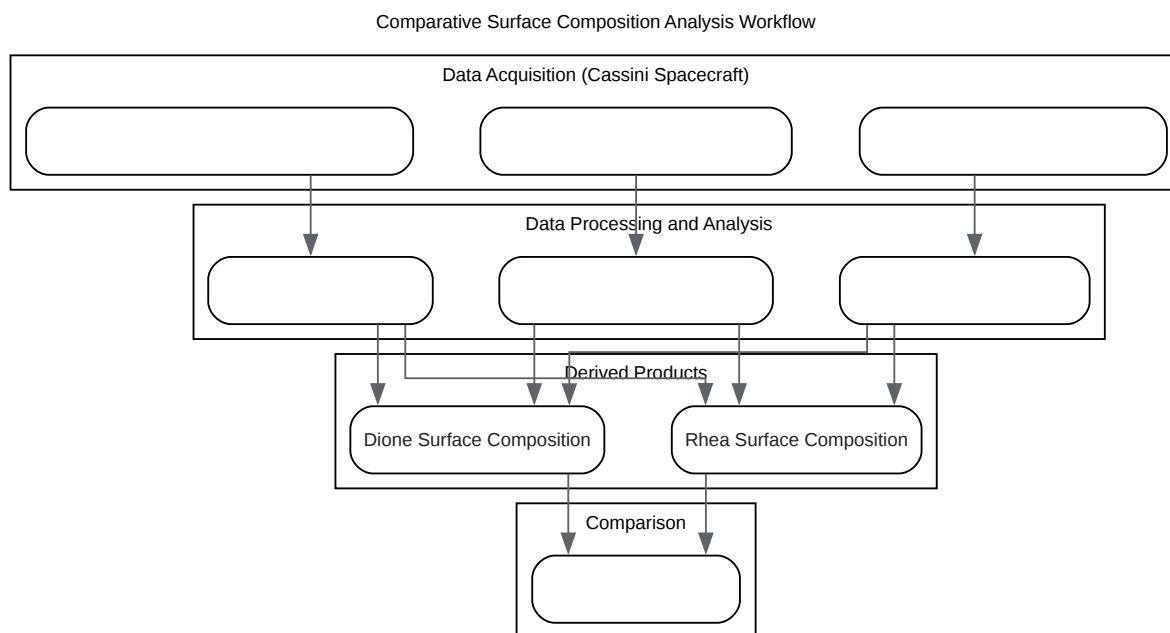 Comparative Surface Composition Analysis Workflow
Data Acquisition (Cassini Spacecraft)
Data Processing and Analysis
Derived Products
Dione Surface Composition
Rhea Surface Composition
Comparison